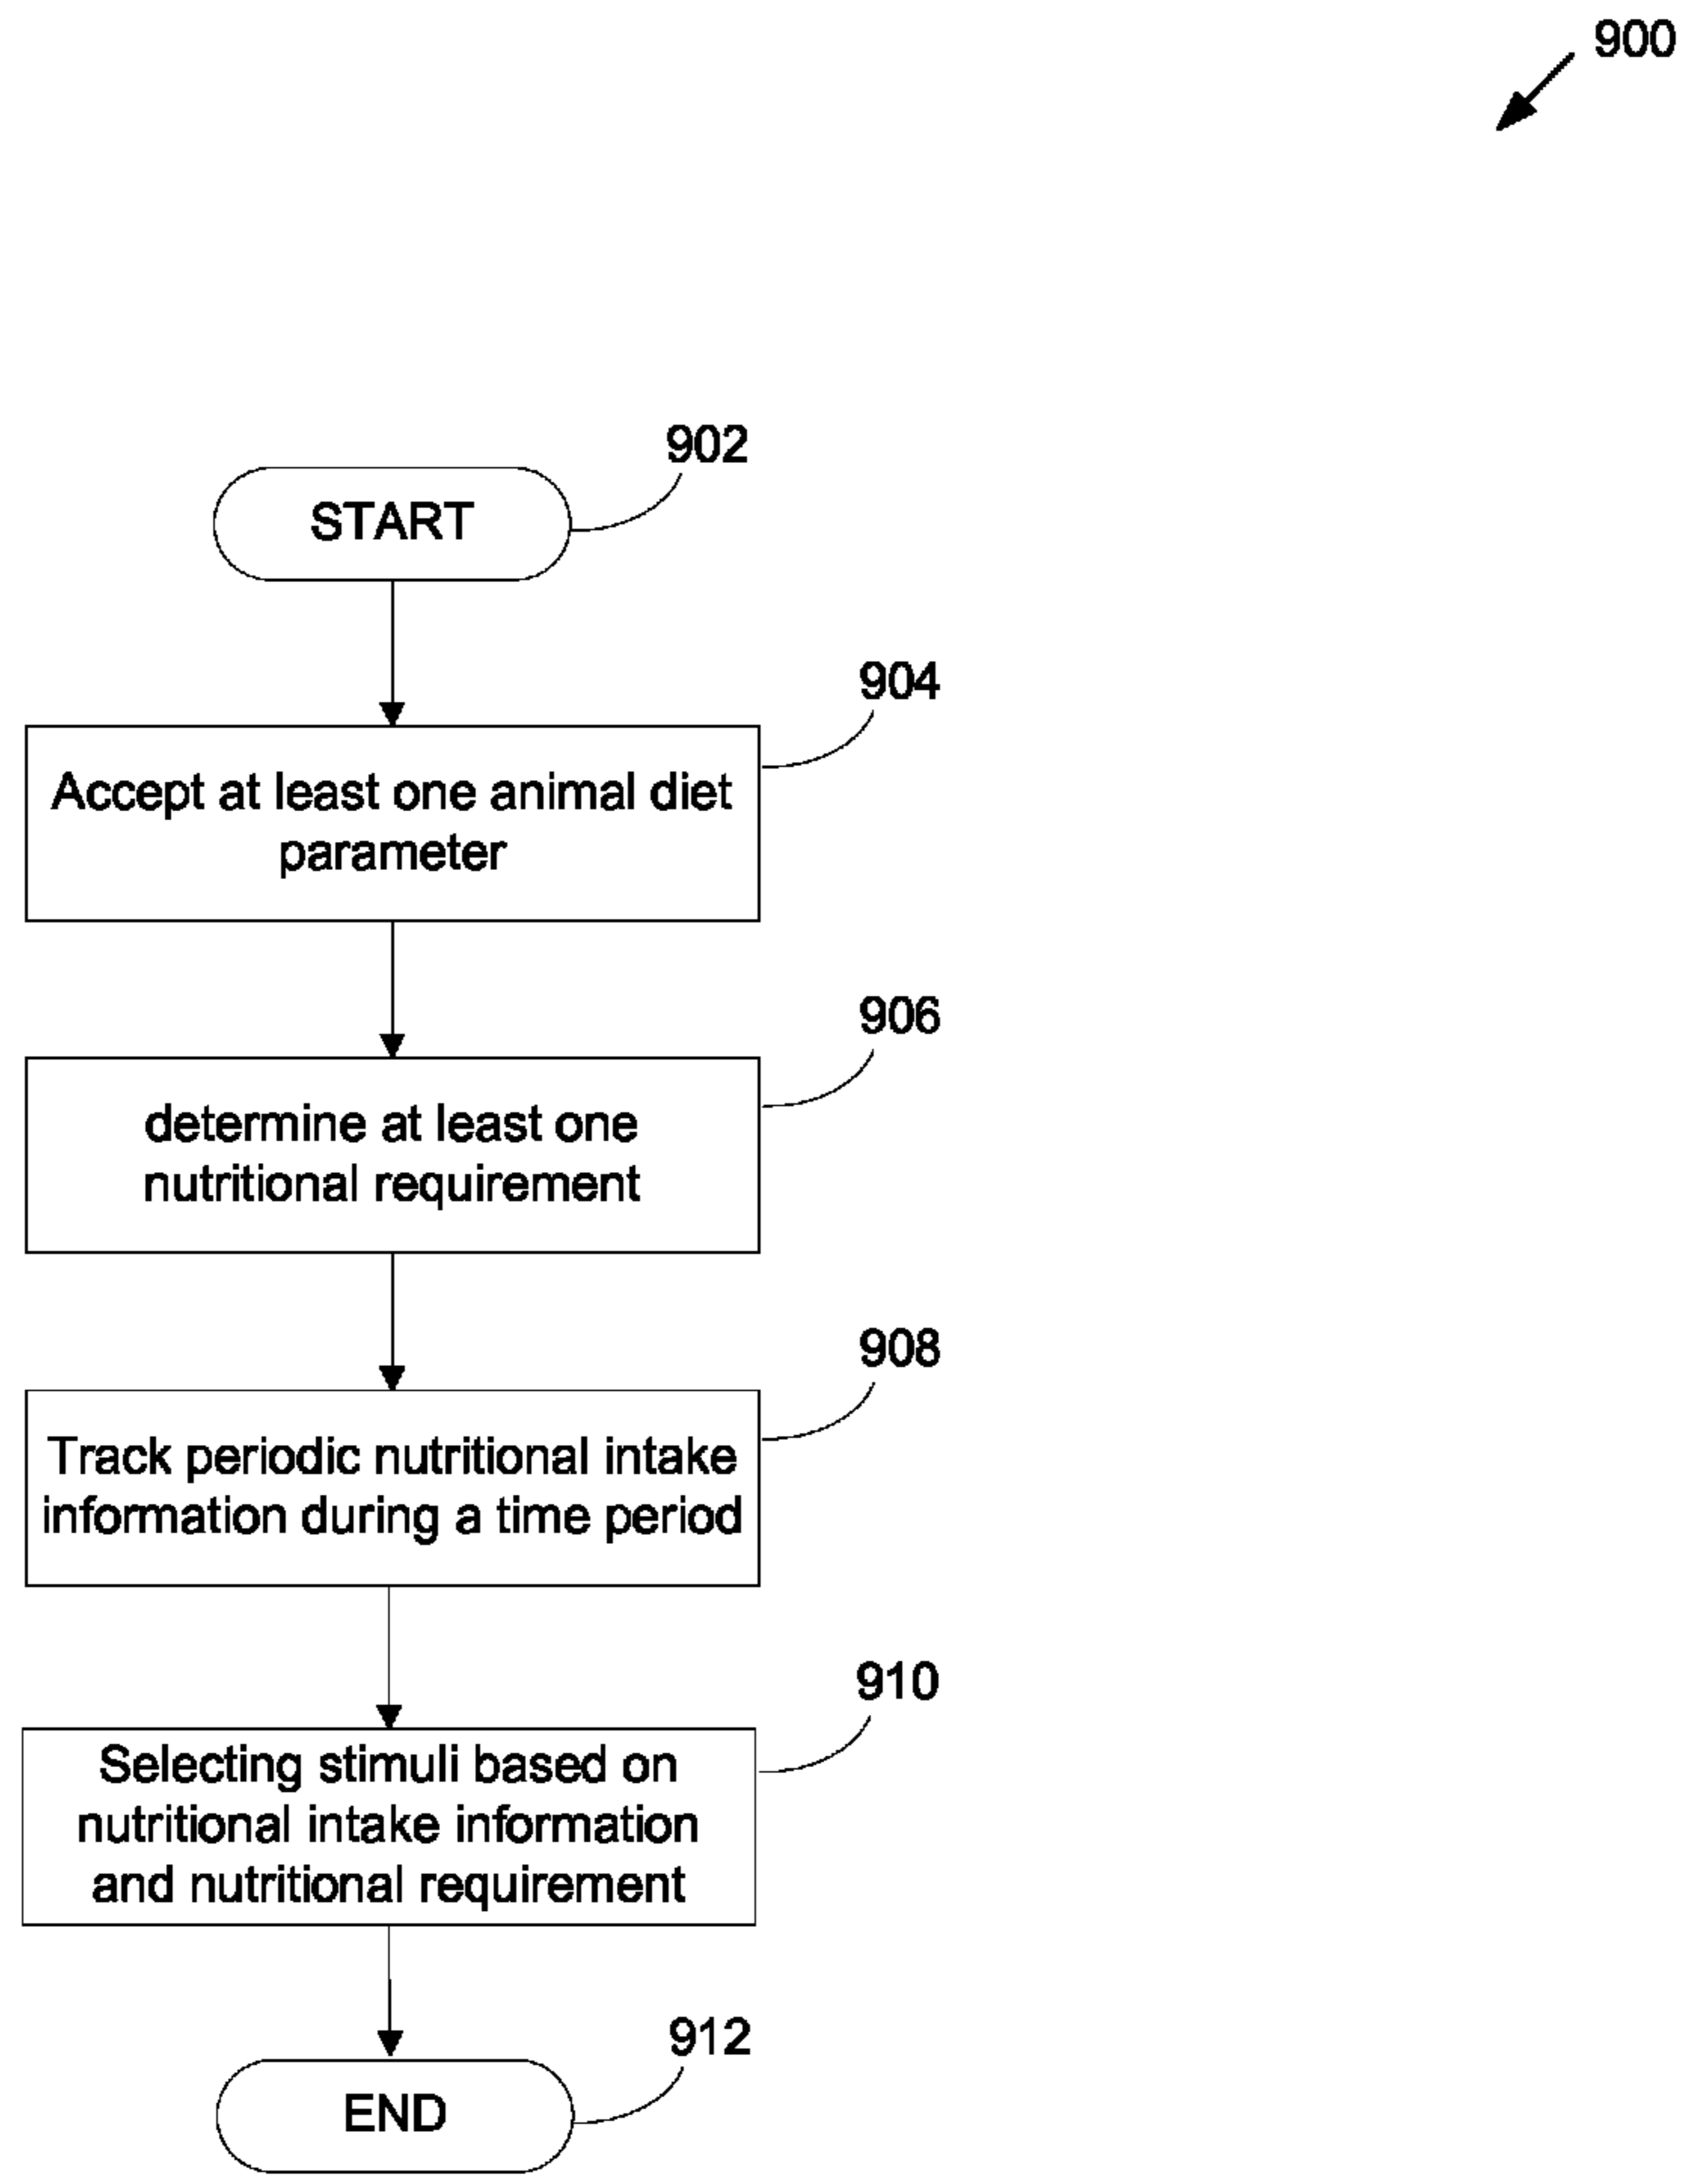 900
902
START
904
Accept at least one animal diet
parameter
906
determine at least one
nutritional requirement
908
Track periodic nutritional intake
information during a time period
910
Selecting stimuli based on
nutritional intake information
and nutritional requirement
912
END